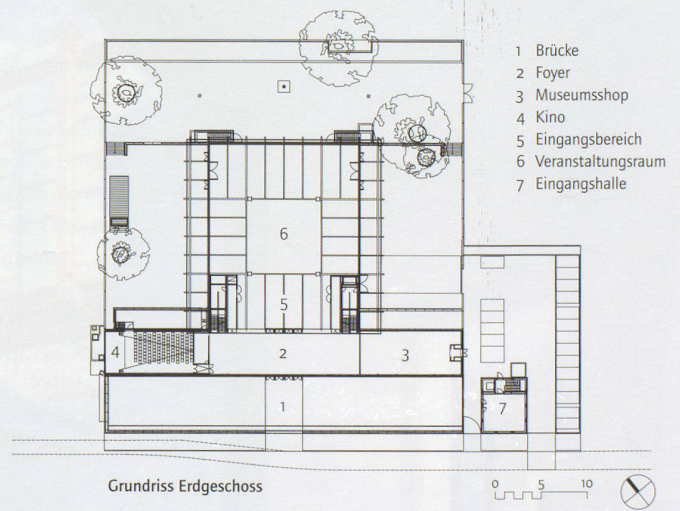 1 Brücke
2 Foyer
3 Museumsshop
4 Kino
5 Eingangsbereich
6 Veranstaltungsraum
7 Eingangshalle
6
5
4
2
3
1
7
Grundriss Erdgeschoss
0 5 10